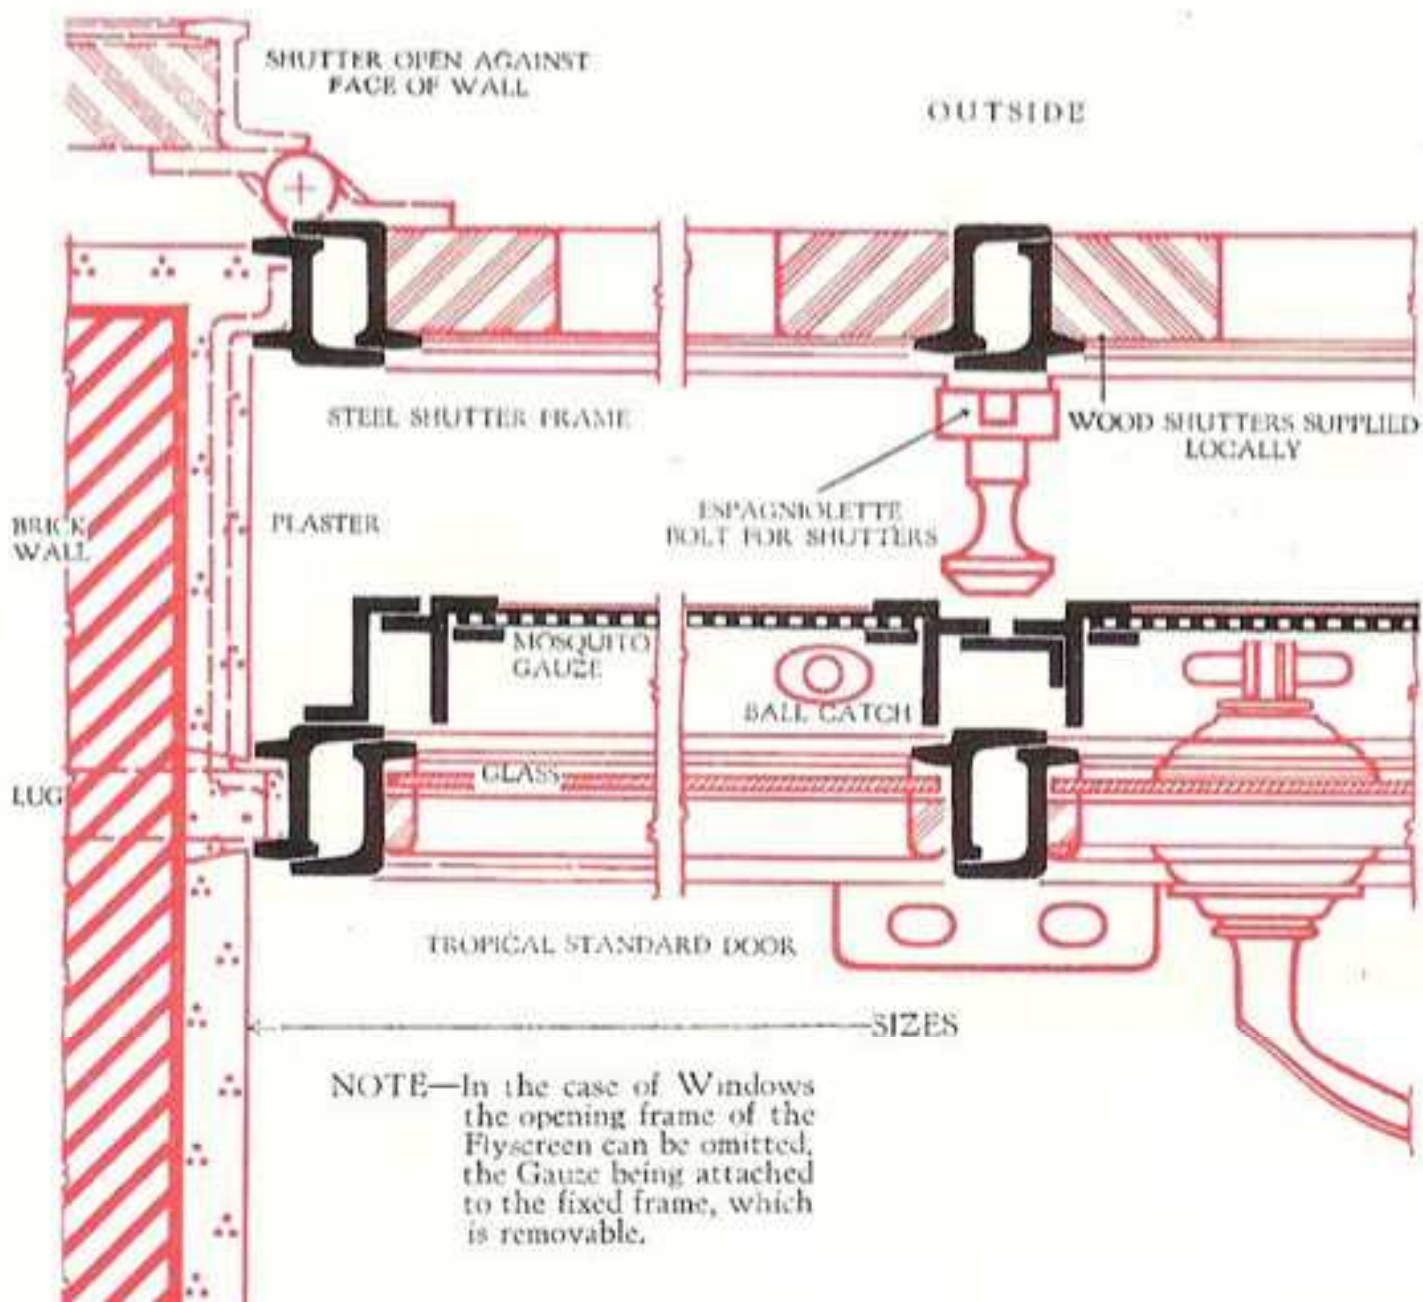 SHUTTER OPEN AGAINST
FACE OF WALL
OUTSIDE
STEEL SHUTTER FRAME
WOOD SHUTTERS SUPPLIED
LOCALLY
ESPAGNIOLETTE
BOLT FOR SHUTTERS
BRICK
WALL
PLASTER
MOSQUITO
GAUZE
BALL CATCH
GLASS
LUG
TROPICAL STANDARD DOOR
SIZES
NOTE—In the case of Windows
the opening frame of the
Flyscreen can be omitted,
the Gauze being attached
to the fixed frame, which
is removable.